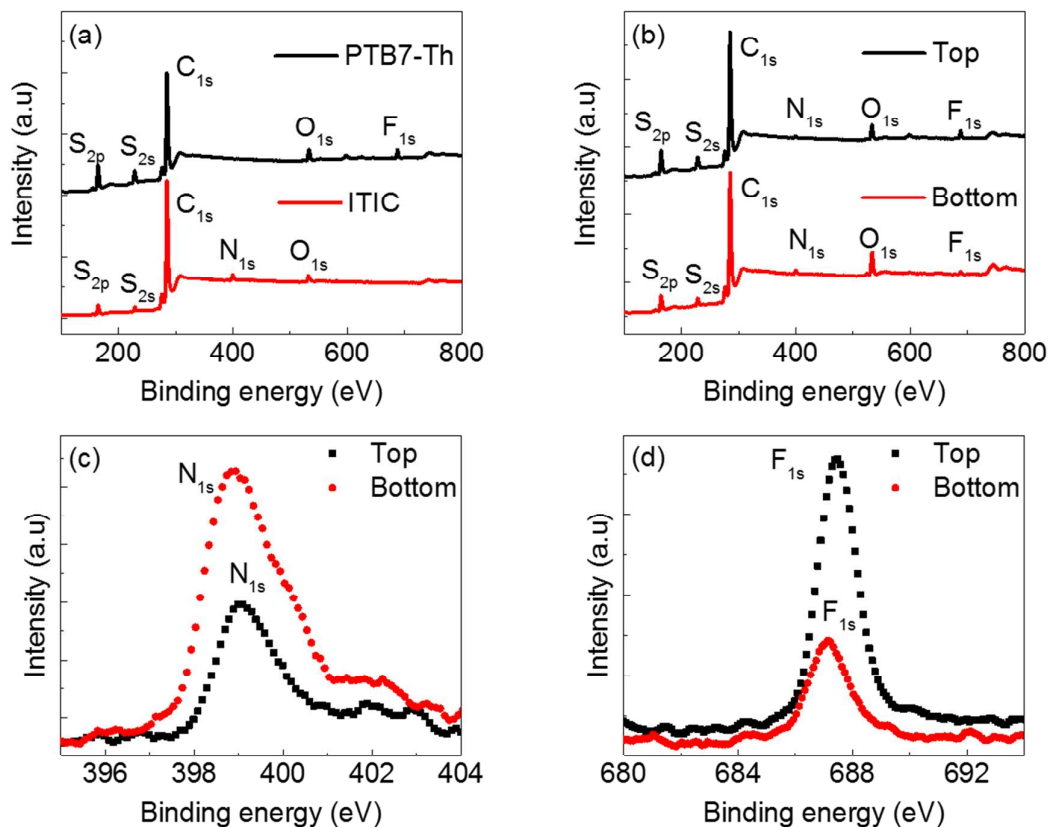 (a)
PTB7-Th
C1s
S2p
S2s
O1s
F1s
ITIC
C1s
S2p
S2s
N1s
O1s
200 400 600 800
Binding energy (eV)
Intensity (a.u)
(b)
Top
C1s
S2p
S2s
N1s
O1s
F1s
Bottom
C1s
S2p
S2s
N1s
O1s
F1s
200 400 600 800
Binding energy (eV)
Intensity (a.u)
(c)
Top
Bottom
N1s
N1s
396 398 400 402 404
Binding energy (eV)
Intensity (a.u)
(d)
Top
Bottom
F1s
F1s
680 684 688 692
Binding energy (eV)
Intensity (a.u)